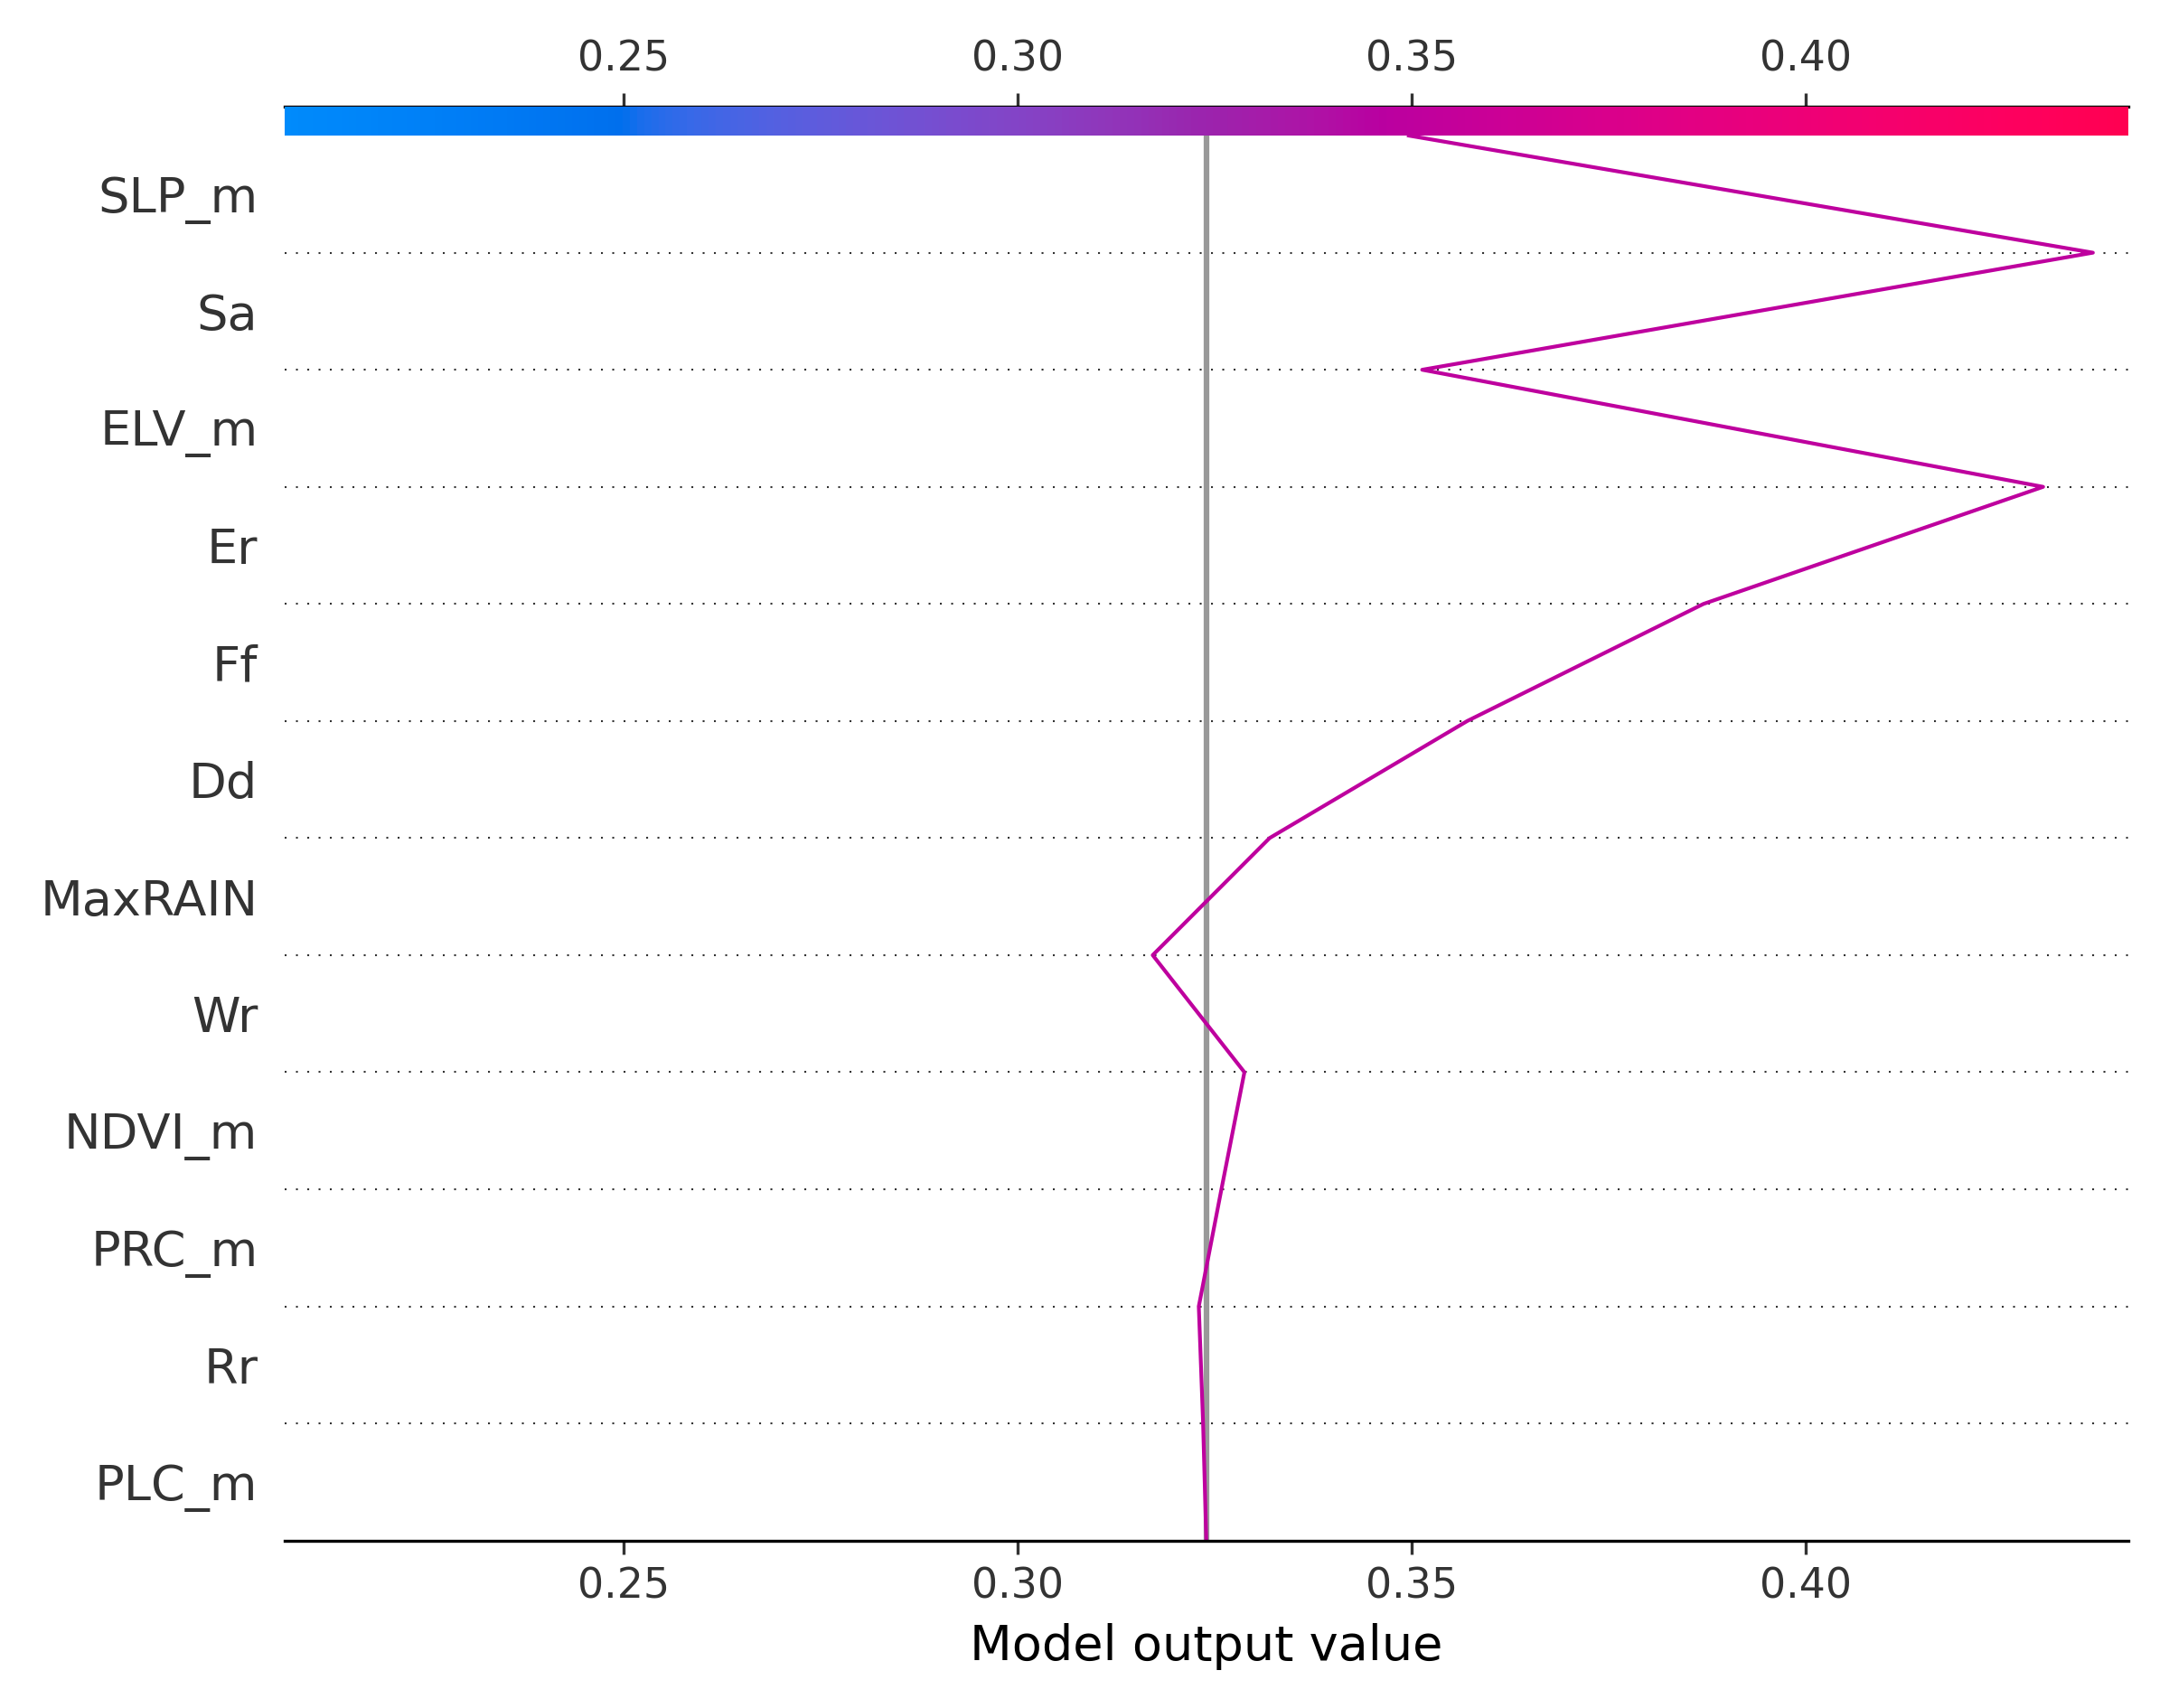 0.25 0.30 0.35 0.40
SLP_m
Sa
ELV_m
Er
Ff
Dd
MaxRAIN
Wr
NDVI_m
PRC_m
Rr
PLC_m
0.25 0.30 0.35 0.40
Model output value